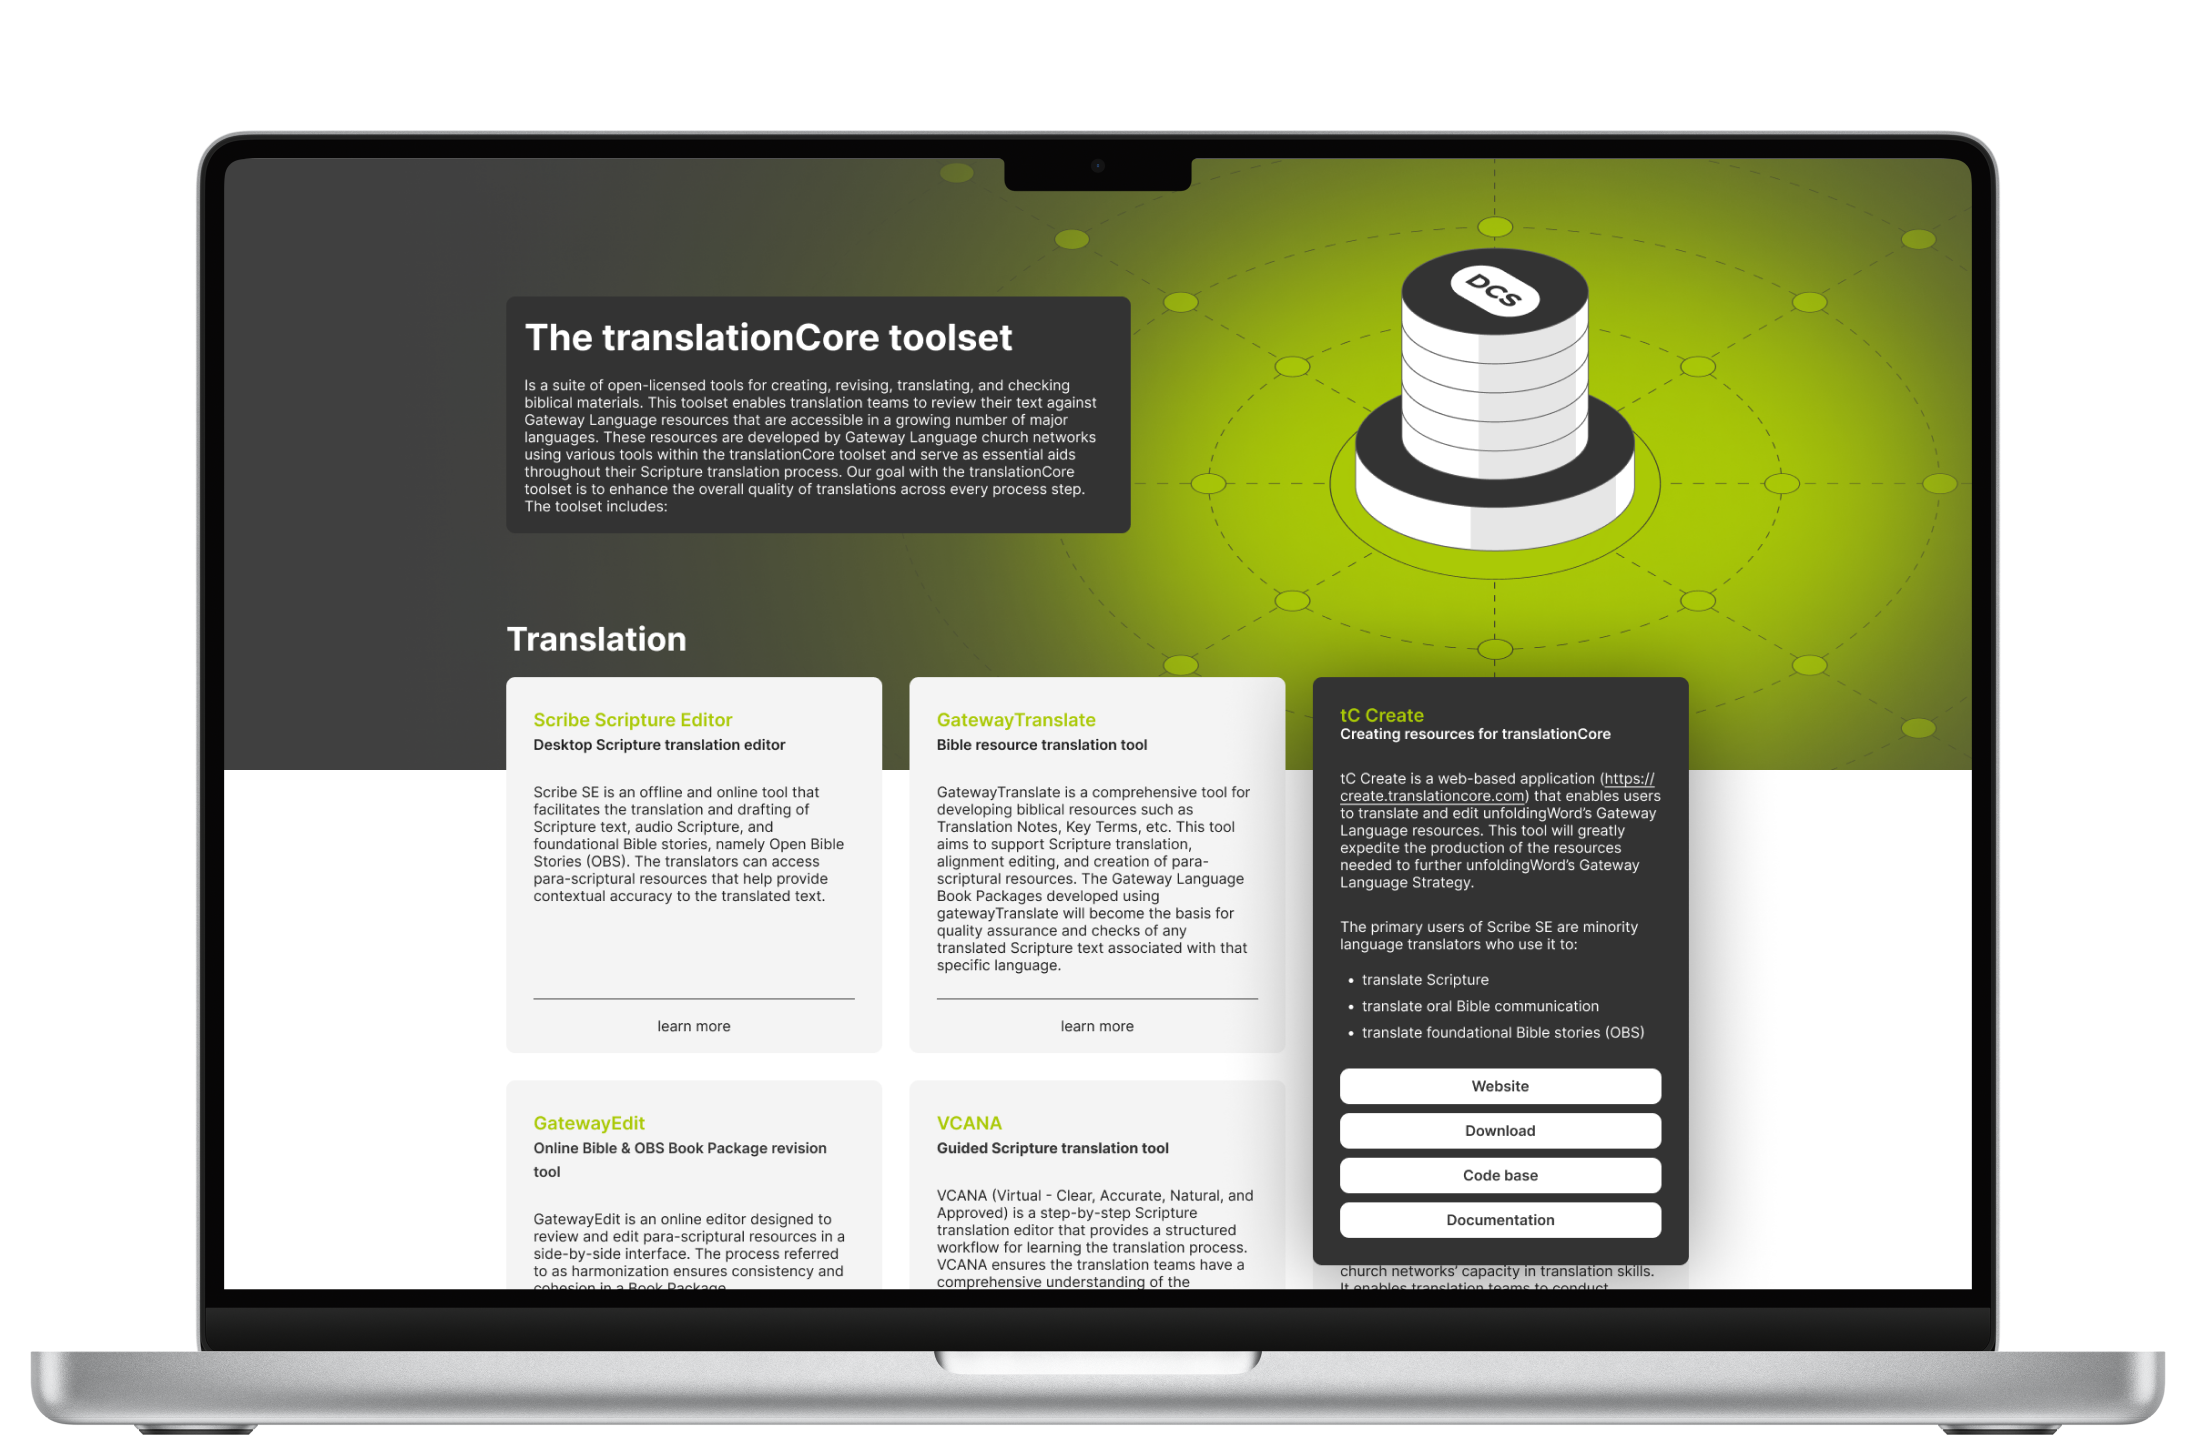 DCS
The translationCore toolset
Is a suite of open-licensed tools for creating, revising, translating, and checking
biblical materials. This toolset enables translation teams to review their text against
Gateway Language resources that are accessible in a growing number of major
languages. These resources are developed by Gateway Language church networks
using various tools within the translationCore toolset and serve as essential aids
throughout their Scripture translation process. Our goal with the translationCore
toolset is to enhance the overall quality of translations across every process step.
The toolset includes:
Translation
Scribe Scripture Editor
Desktop Scripture translation editor
Scribe SE is an offline and online tool that
facilitates the translation and drafting of
Scripture text, audio Scripture, and
foundational Bible stories, namely Open Bible
Stories (OBS). The translators can access
para-scriptural resources that help provide
contextual accuracy to the translated text.
learn more
GatewayTranslate
Bible resource translation tool
GatewayTranslate is a comprehensive tool for
developing biblical resources such as
Translation Notes, Key Terms, etc. This tool
aims to support Scripture translation,
alignment editing, and creation of para-
scriptural resources. The Gateway Language
Book Packages developed using
gatewayTranslate will become the basis for
quality assurance and checks of any
translated Scripture text associated with that
specific language.
learn more
tC Create
Creating resources for translationCore
tC Create is a web-based application (https://
create.translationcore.com) that enables users
to translate and edit unfoldingWord’s Gateway
Language resources. This tool will greatly
expedite the production of the resources
needed to further unfoldingWord’s Gateway
Language Strategy.
The primary users of Scribe SE are minority
language translators who use it to:
• translate Scripture
• translate oral Bible communication
• translate foundational Bible stories (OBS)
Website
Download
Code base
Documentation
GatewayEdit
Online Bible & OBS Book Package revision
tool
GatewayEdit is an online editor designed to
review and edit para-scriptural resources in a
side-by-side interface. The process referred
to as harmonization ensures consistency and
cohesion in a Book Package.
VCANA
Guided Scripture translation tool
VCANA (Virtual - Clear, Accurate, Natural, and
Approved) is a step-by-step Scripture
translation editor that provides a structured
workflow for learning the translation process.
VCANA ensures the translation teams have a
comprehensive understanding of the
church networks’ capacity in translation skills.
It enables translation teams to conduct